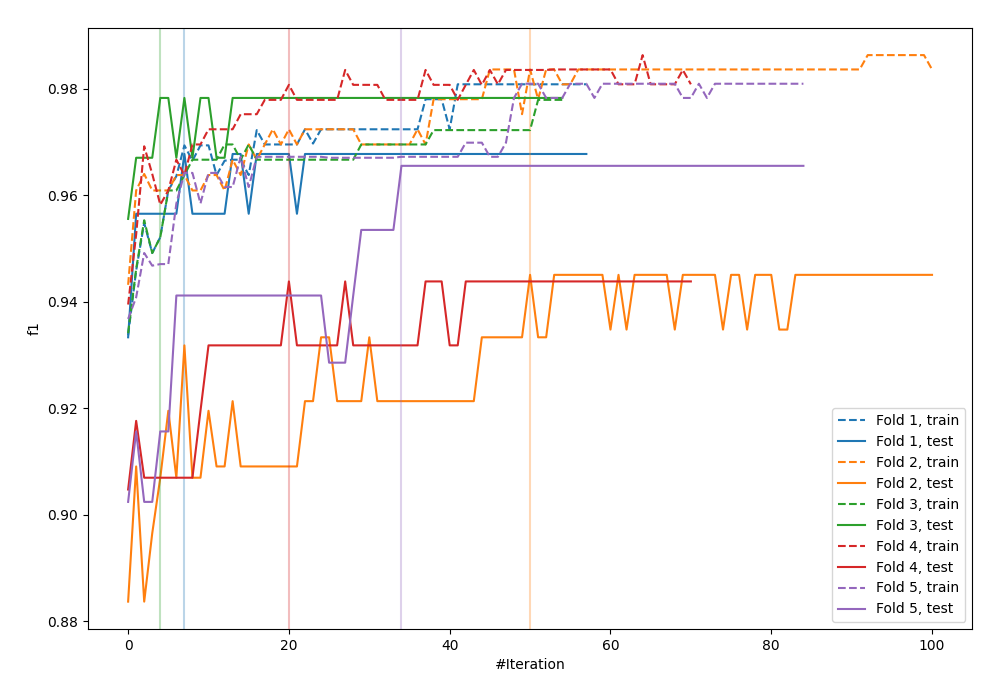 0.98
0.96
0.94
0.92
0.90
0.88
f1
0 20 40 60 80 100
#Iteration
Fold 1, train
Fold 1, test
Fold 2, train
Fold 2, test
Fold 3, train
Fold 3, test
Fold 4, train
Fold 4, test
Fold 5, train
Fold 5, test